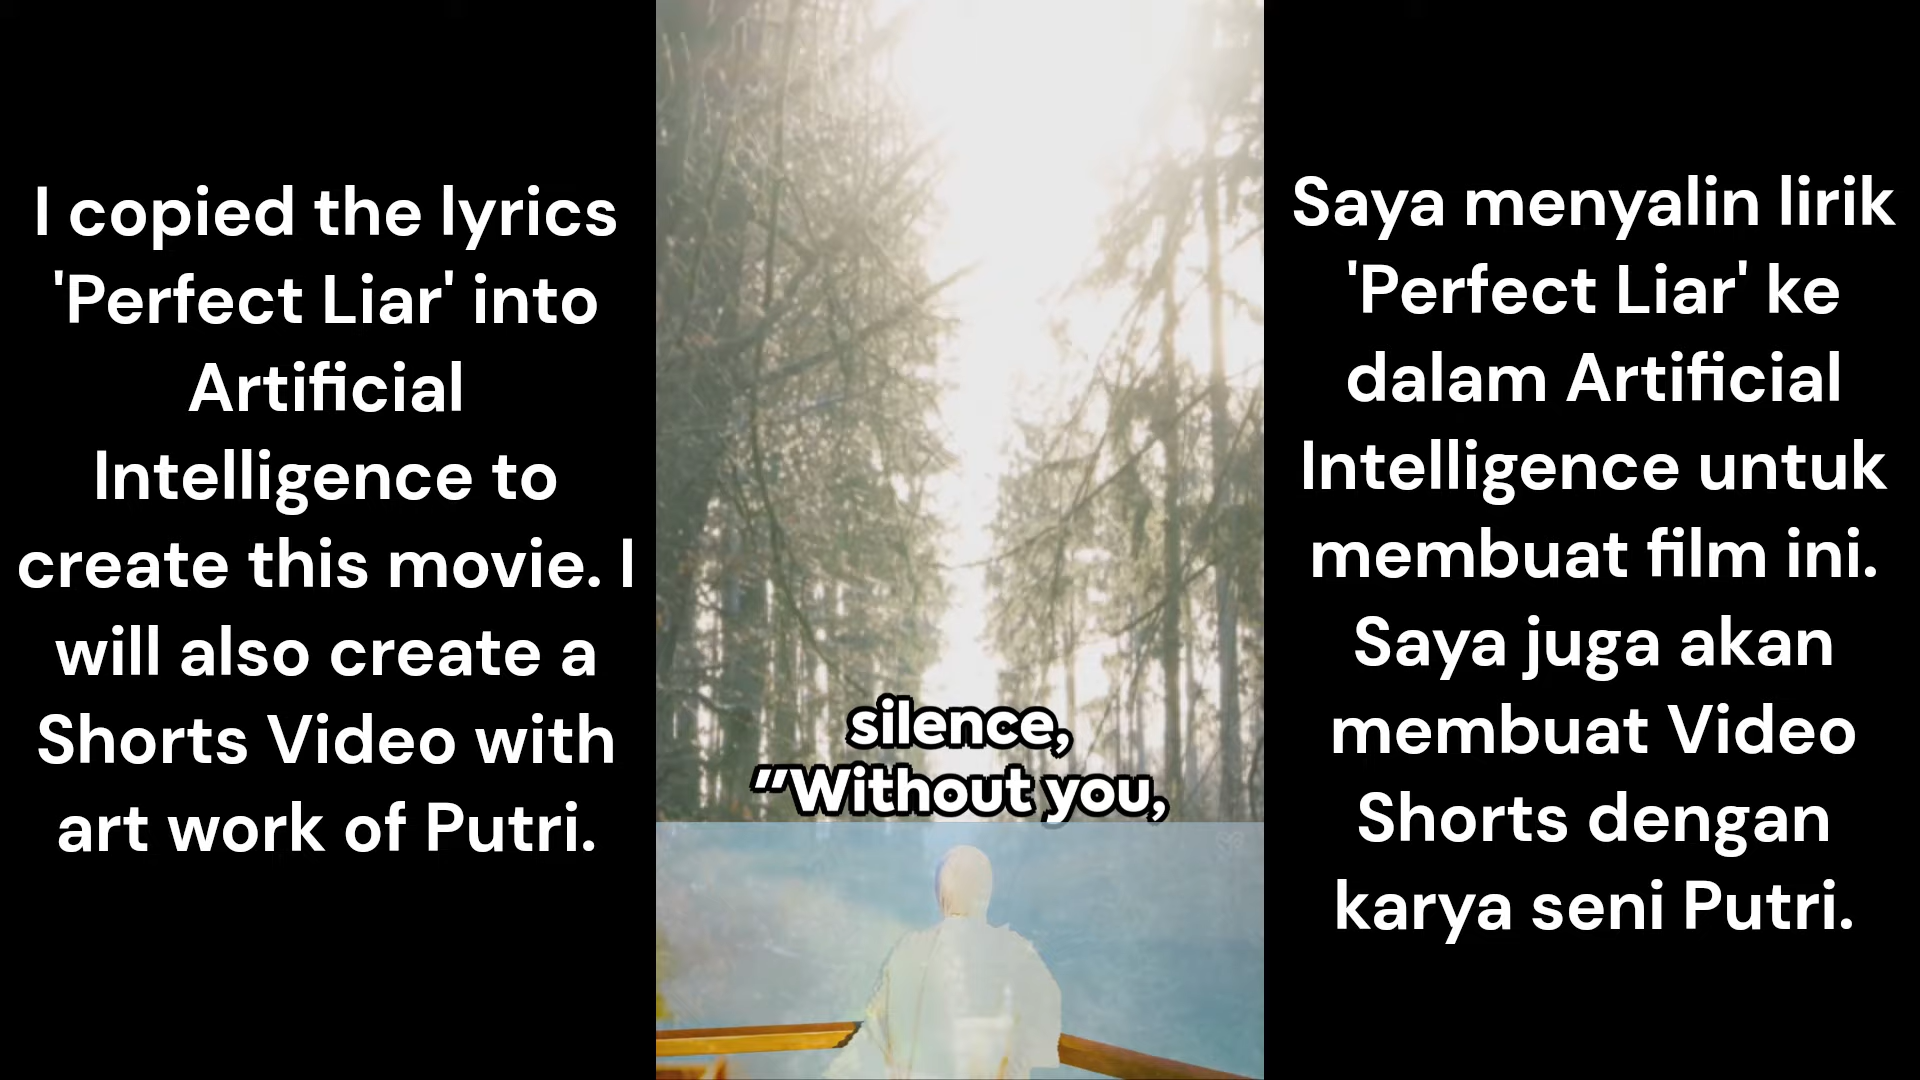 I copied the lyrics
'Perfect Liar' into
Artificial
Intelligence to
create this movie. I
will also create a
Shorts Video with
art work of Putri.
silence,
"Without you,
Saya menyalin lirik
'Perfect Liar' ke
dalam Artificial
Intelligence untuk
membuat film ini.
Saya juga akan
membuat Video
Shorts dengan
karya seni Putri.